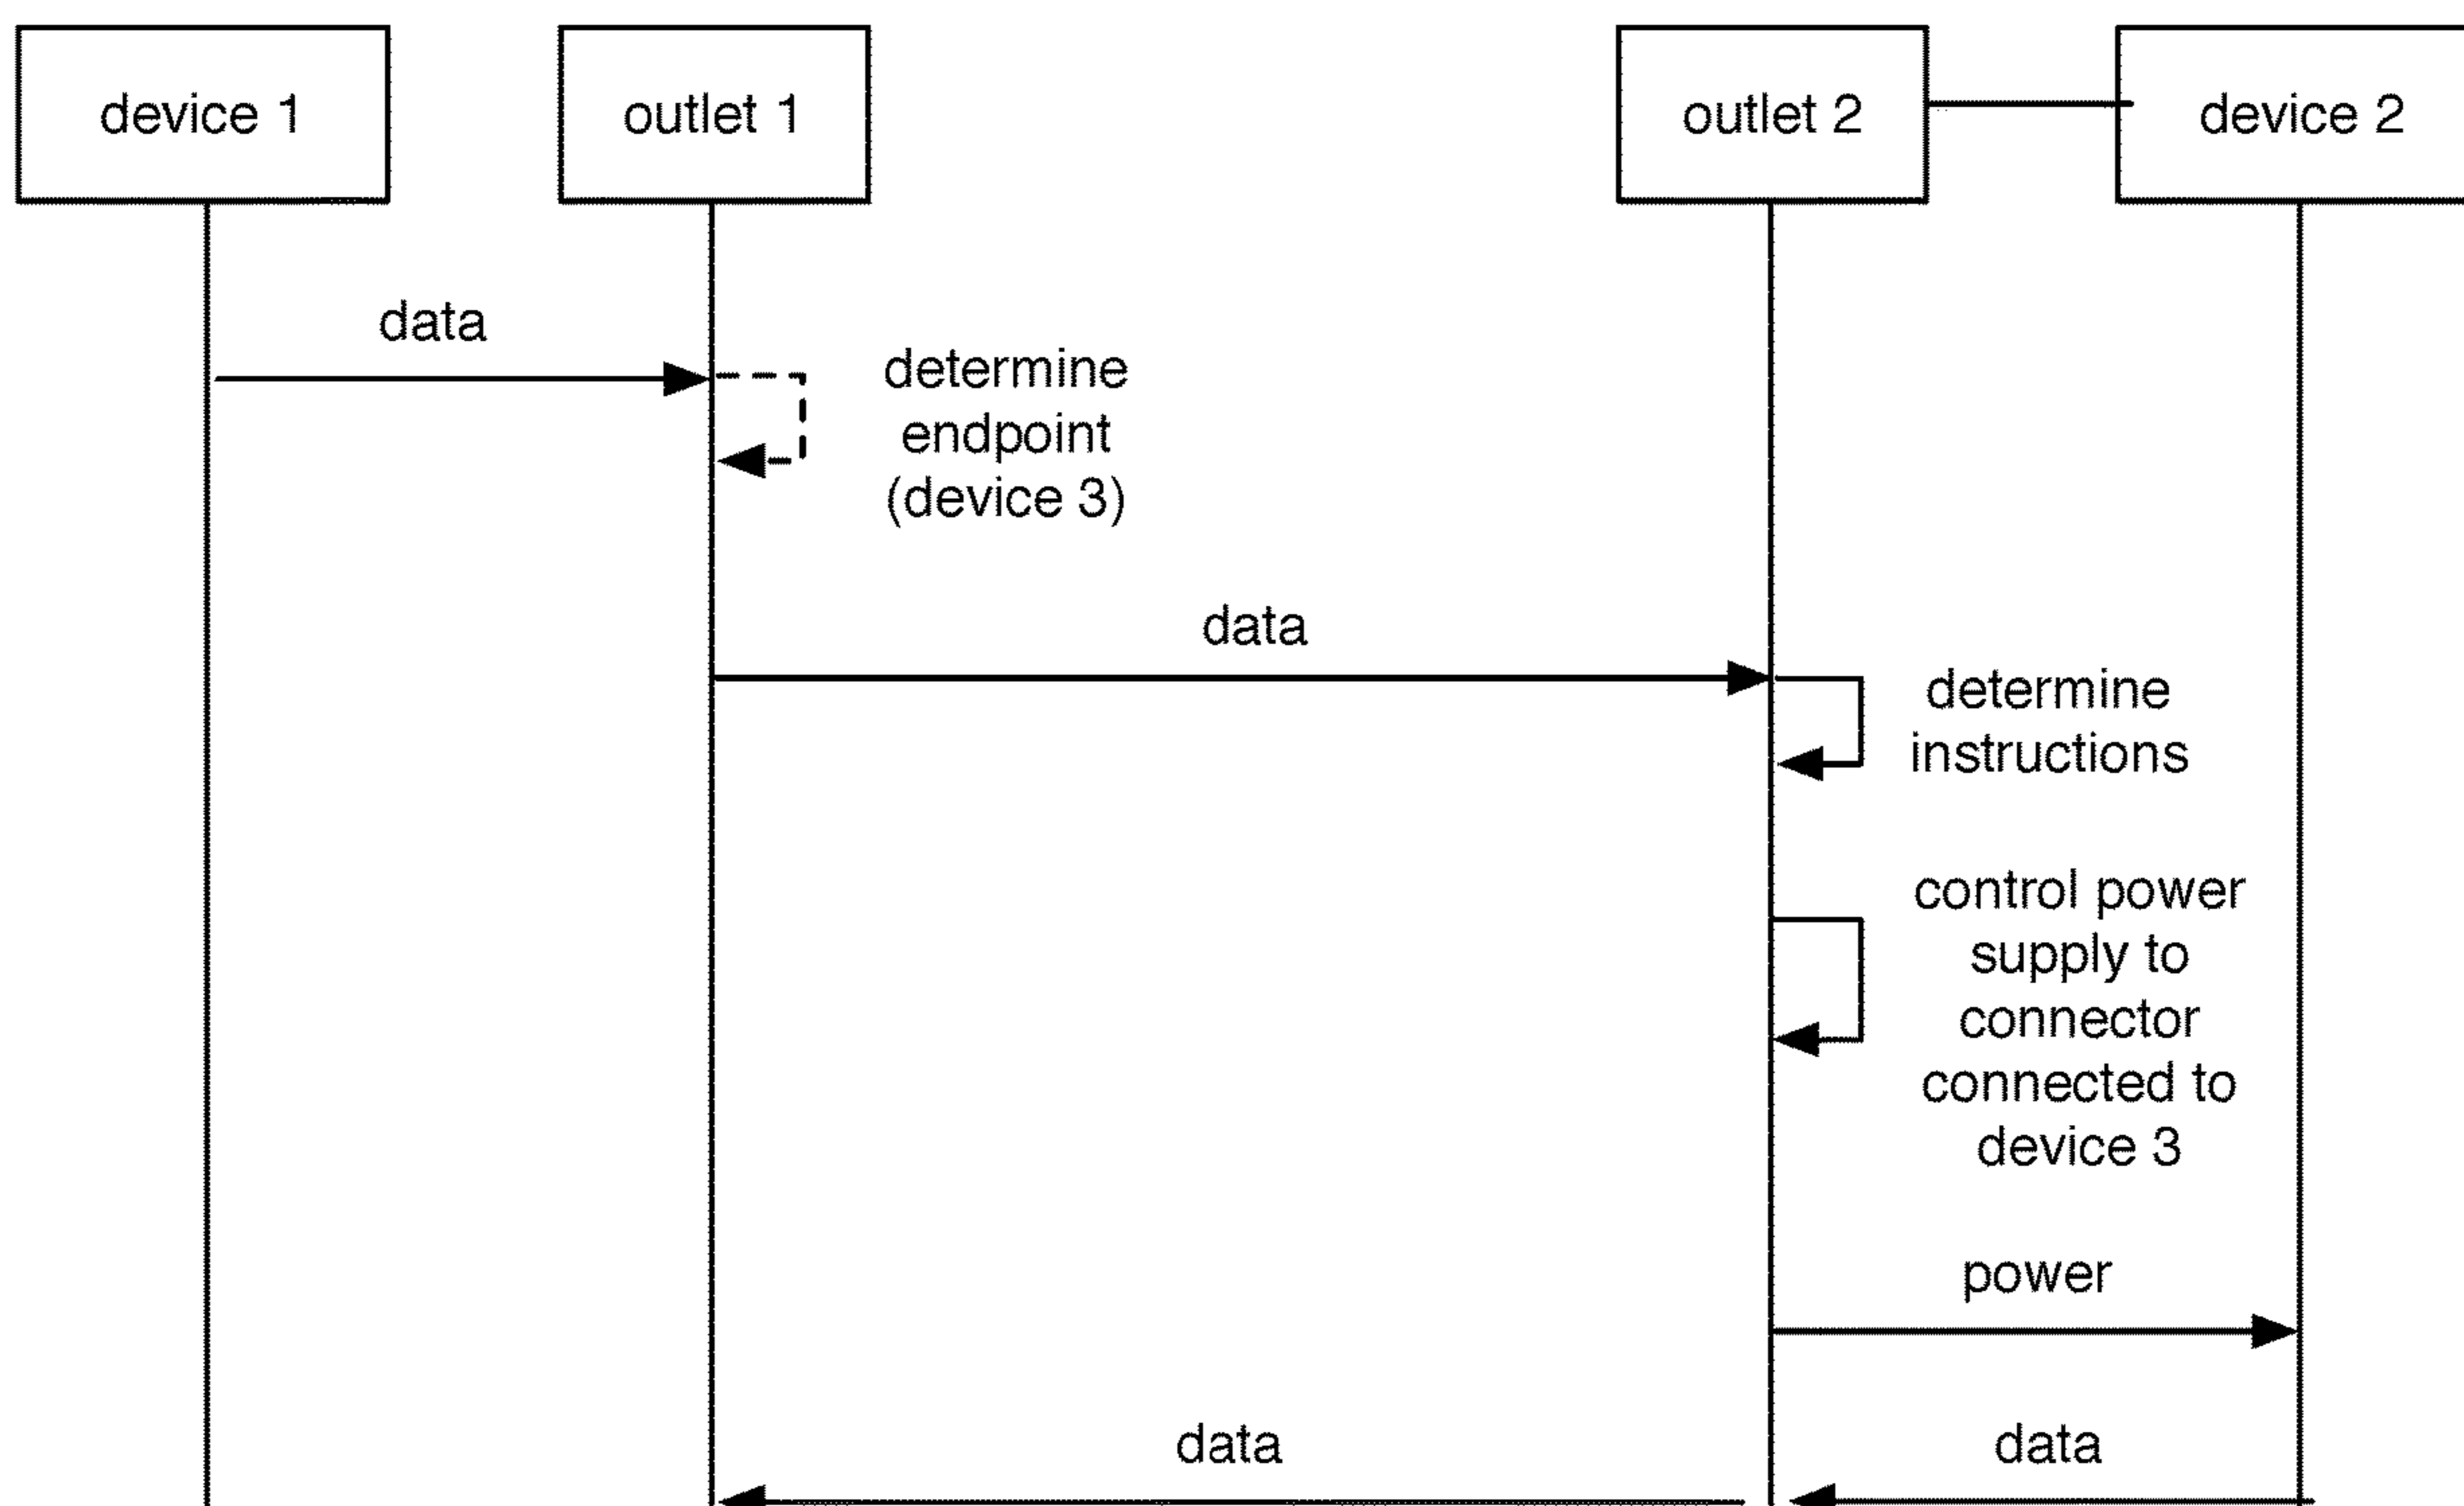 device 1
outlet 1
outlet 2
device 2
data
determine
endpoint
(device 3)
data
determine
instructions
control power
supply to
connector
connected to
device 3
power
data
data